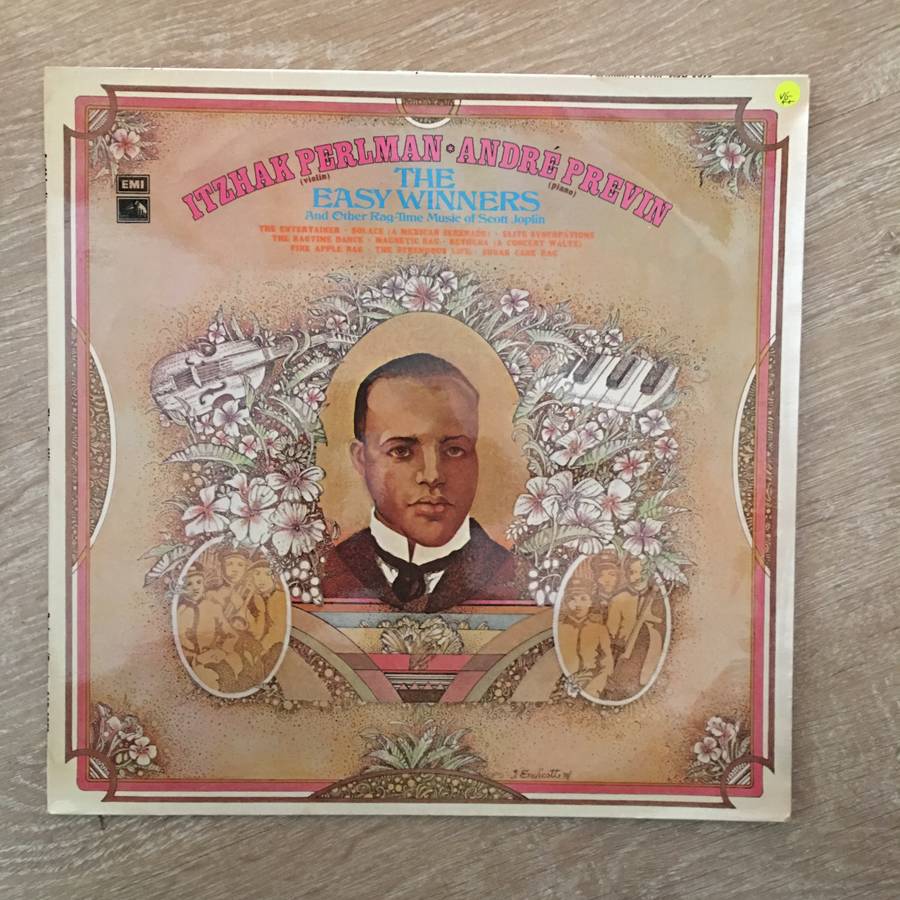 VG-
++
ITZHAK PERLMAN • ANDRÉ PREVIN
(violin) (piano)
EMI
THE
EASY WINNERS
And Other Rag-Time Music of Scott Joplin
THE ENTERTAINER · SOLACE (A MEXICAN SERENADE) · ELITE SYNCOPATIONS
THE RAGTIME DANCE · MAGNETIC RAG · BETHENA (A CONCERT WALTZ)
PINE APPLE RAG · THE STRENUOUS LIFE · SUGAR CANE RAG
J Endicott